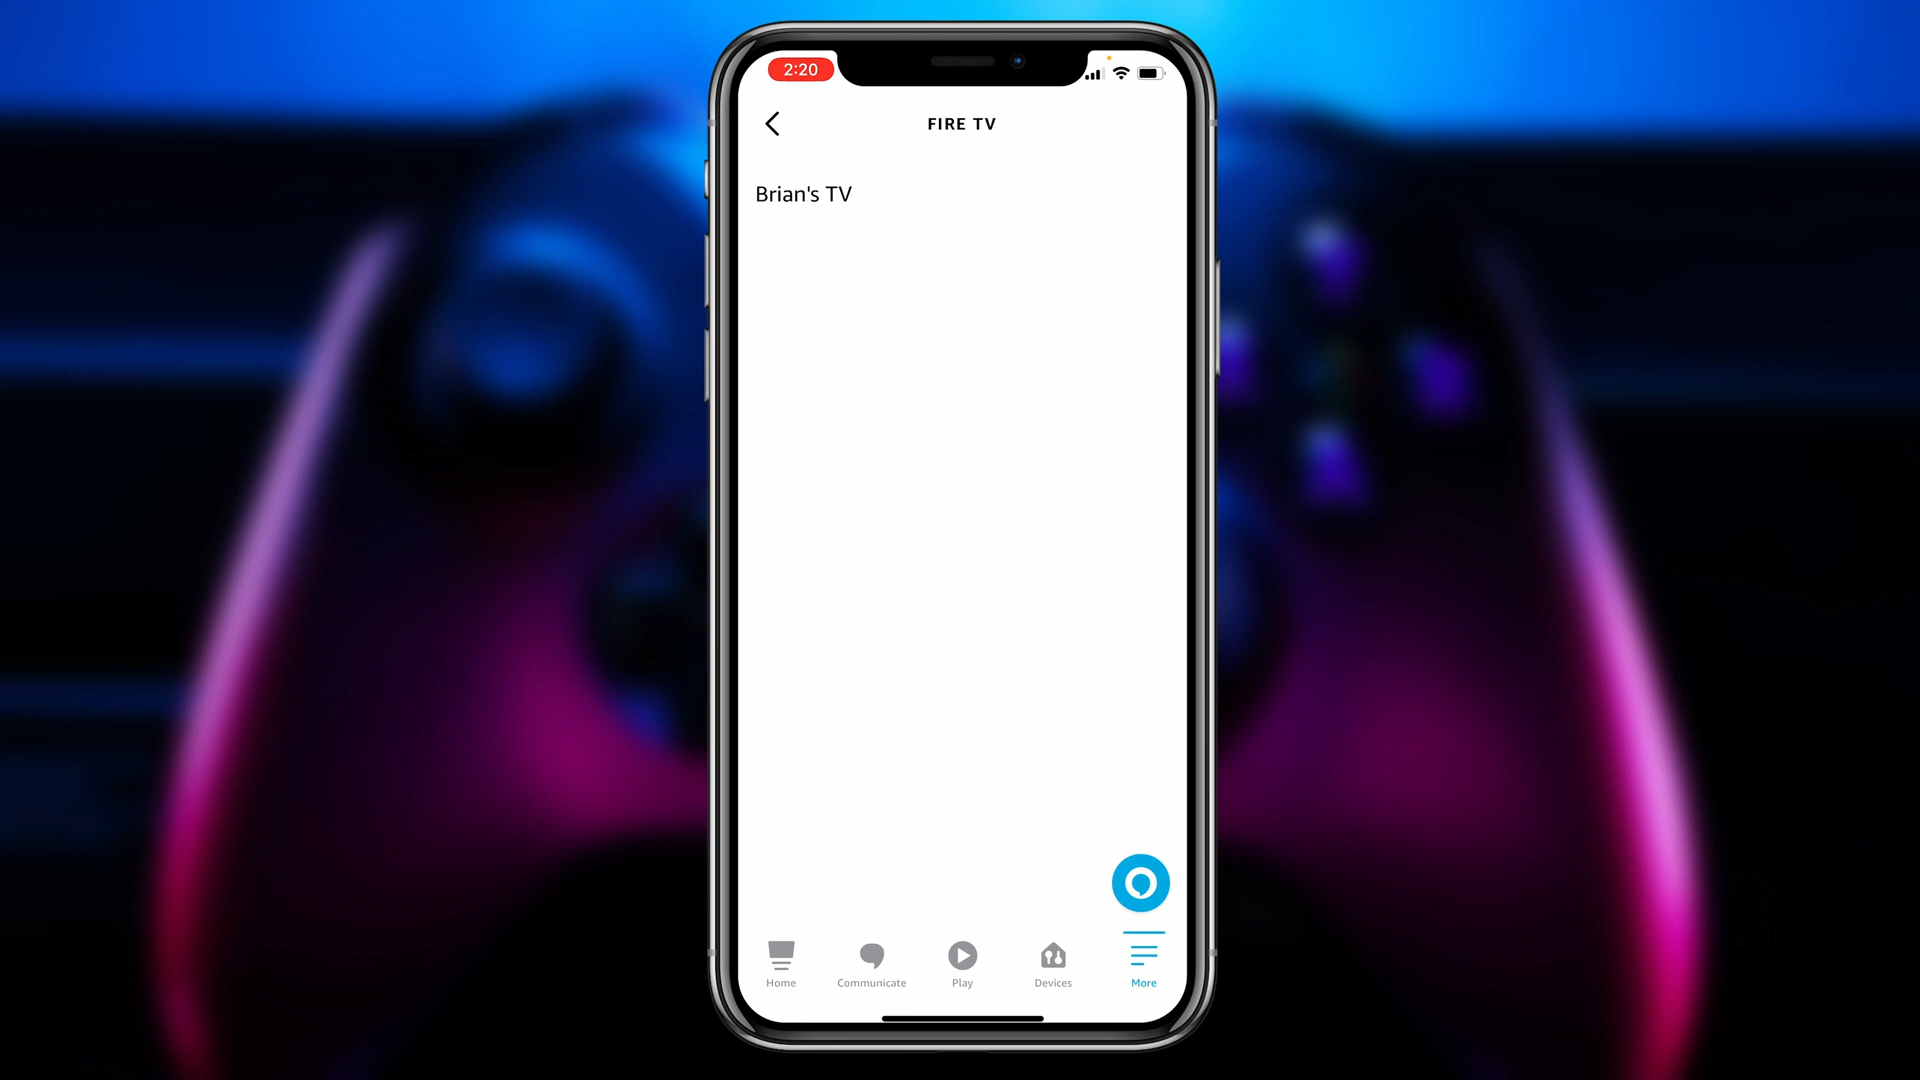 2:20
FIRE TV
Brian's TV
Home
Communicate
Play
Devices
More